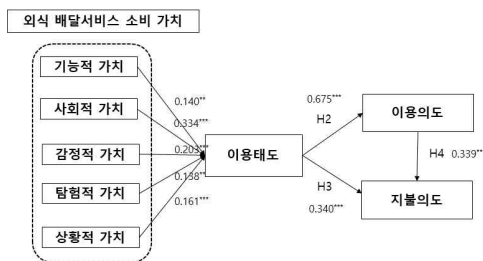 외식 배달서비스 소비 가치
기능적 가치
사회적 가치
감정적 가치
탐험적 가치
상황적 가치
0.140**
0.334***
0.203***
0.138**
0.161***
이용태도
0.675***
H2
H3
0.340***
이용의도
H4 0.339**
지불의도